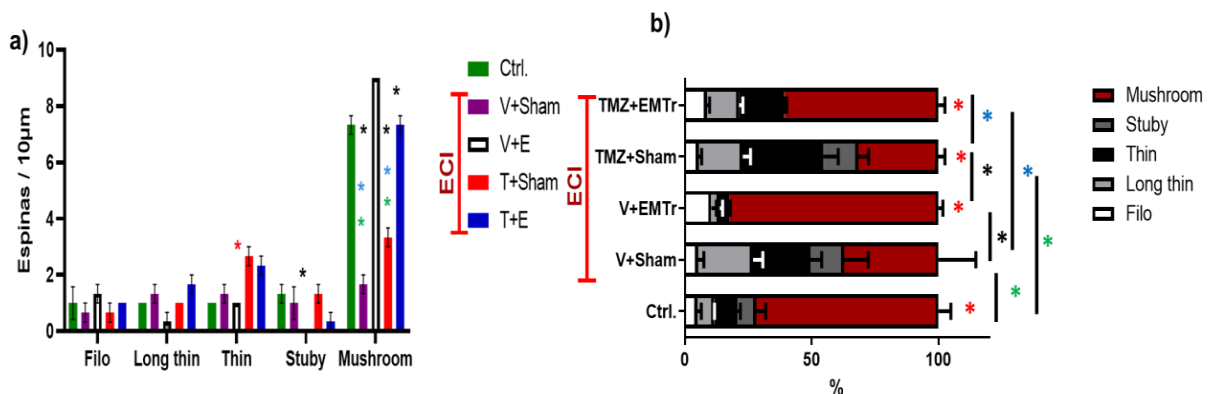 a)
Espinas / 10µm
10
8
6
4
2
0
Filo
Long thin
Thin
Stuby
Mushroom
* * * * * * * *
ECI
Ctrl.
V+Sham
V+E
T+Sham
T+E
b)
ECI
TMZ+EMTr
TMZ+Sham
V+EMTr
V+Sham
Ctrl.
0
50
100
%
* * * * * * * * * *
Mushroom
Stuby
Thin
Long thin
Filo